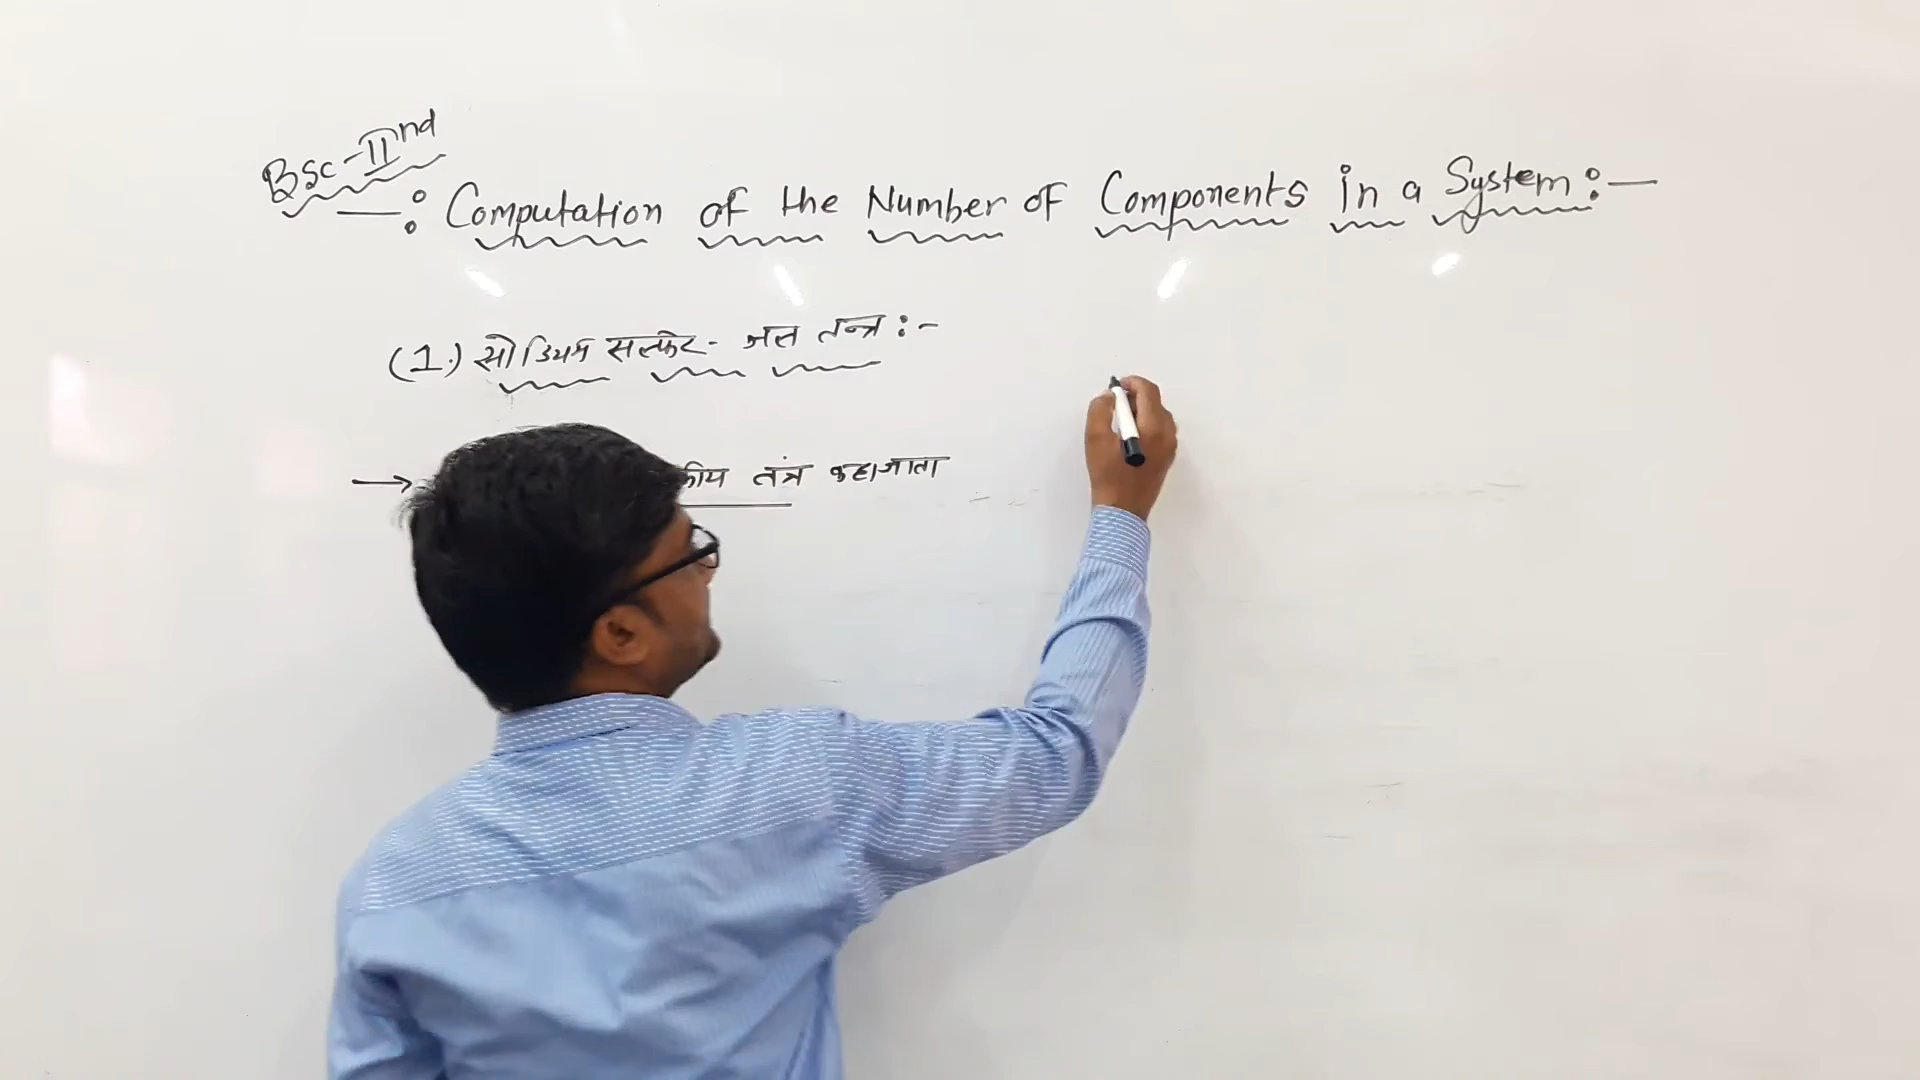 BSc-IInd
—: Computation of the Number of Components in a System :—
(1.) सोडियम सल्फेट- जल तन्त्र :-
→ तंत्र कहा जाता